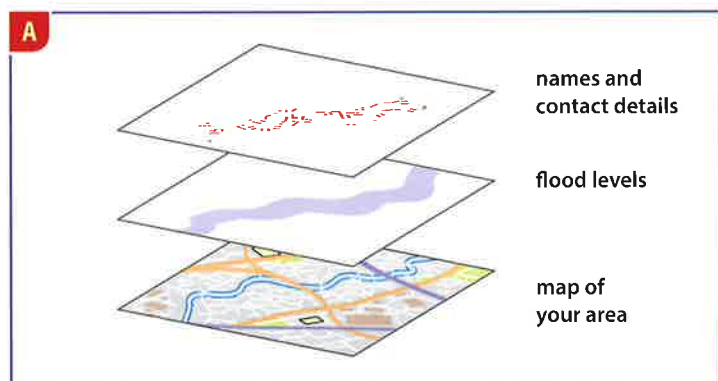 A
names and
contact details
flood levels
map of
your area